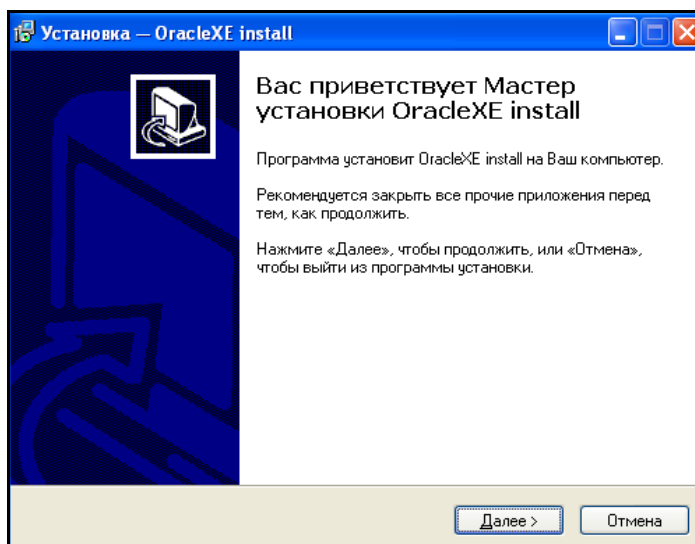 Установка — OracleXE install
Вас приветствует Мастер
установки OracleXE install
Программа установит OracleXE install на Ваш компьютер.
Рекомендуется закрыть все прочие приложения перед
тем, как продолжить.
Нажмите «Далее», чтобы продолжить, или «Отмена»,
чтобы выйти из программы установки.
Далее >
Отмена